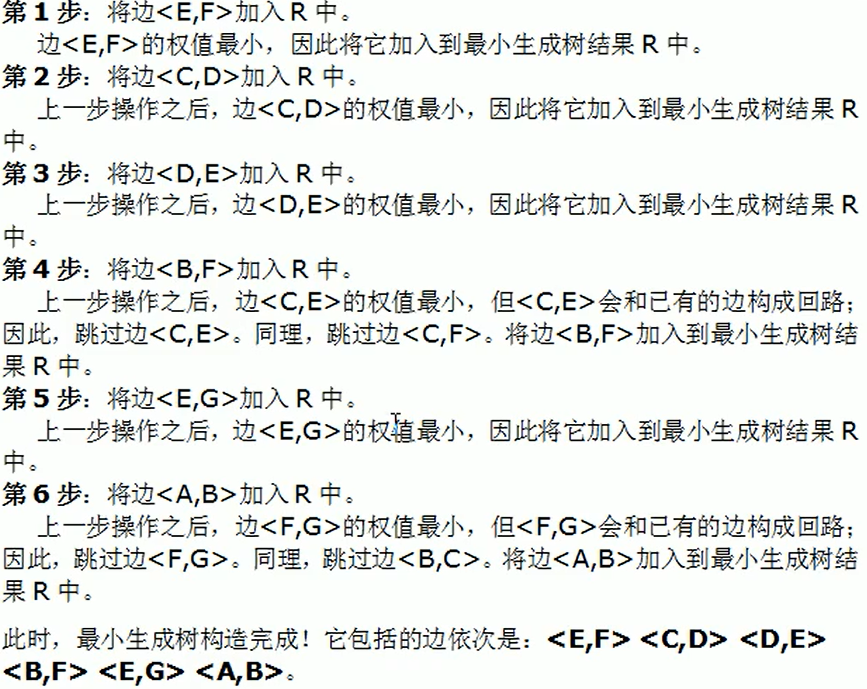 第1步：将边<E,F>加入R中。
边<E,F>的权值最小，因此将它加入到最小生成树结果R中。
第2步：将边<C,D>加入R中。
上一步操作之后，边<C,D>的权值最小，因此将它加入到最小生成树结果R
中。
第3步：将边<D,E>加入R中。
上一步操作之后，边<D,E>的权值最小，因此将它加入到最小生成树结果R
中。
第4步：将边<B,F>加入R中。
上一步操作之后，边<C,E>的权值最小，但<C,E>会和已有的边构成回路；
因此，跳过边<C,E>。同理，跳过边<C,F>。将边<B,F>加入到最小生成树结
果R中。
第5步：将边<E,G>加入R中。
上一步操作之后，边<E,G>的权值最小，因此将它加入到最小生成树结果R
中。
第6步：将边<A,B>加入R中。
上一步操作之后，边<F,G>的权值最小，但<F,G>会和已有的边构成回路；
因此，跳过边<F,G>。同理，跳过边<B,C>。将边<A,B>加入到最小生成树结
果R中。
此时，最小生成树构造完成！它包括的边依次是：<E,F> <C,D> <D,E>
<B,F> <E,G> <A,B>。